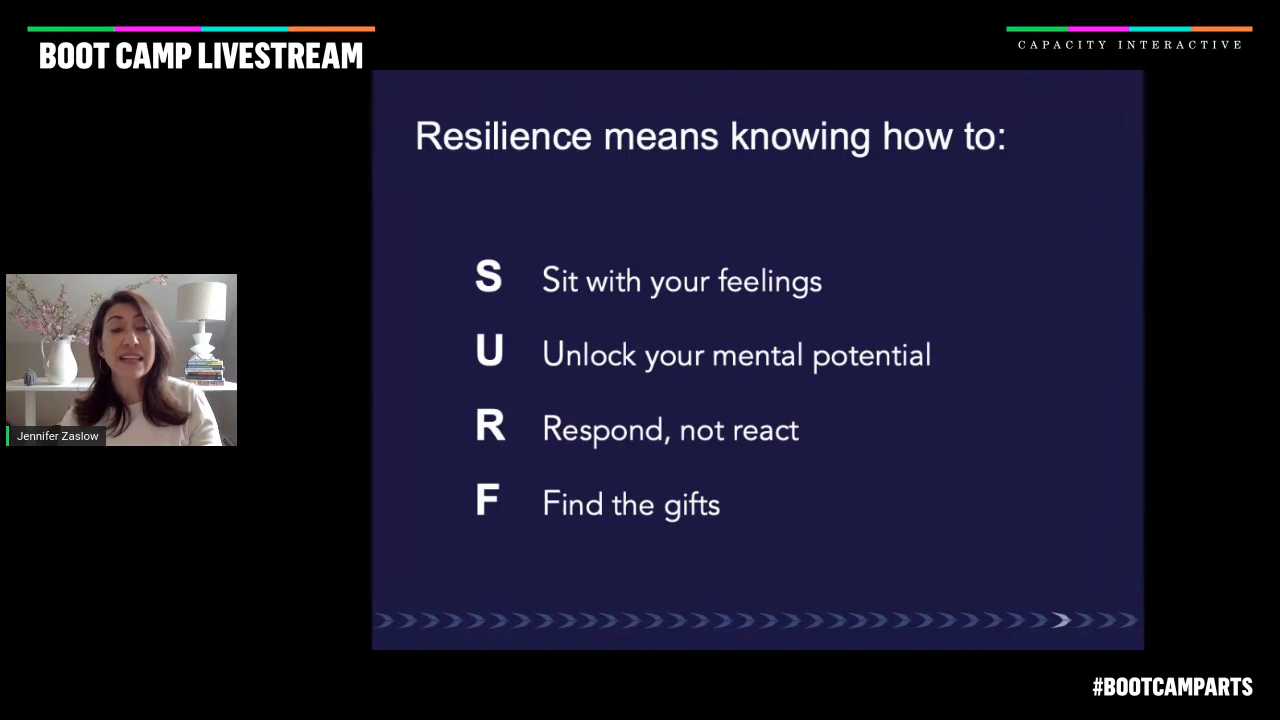 BOOT CAMP LIVESTREAM
CAPACITY INTERACTIVE
Resilience means knowing how to:
S Sit with your feelings
U Unlock your mental potential
R Respond, not react
F Find the gifts
Jennifer Zaslow
#BOOTCAMPARTS